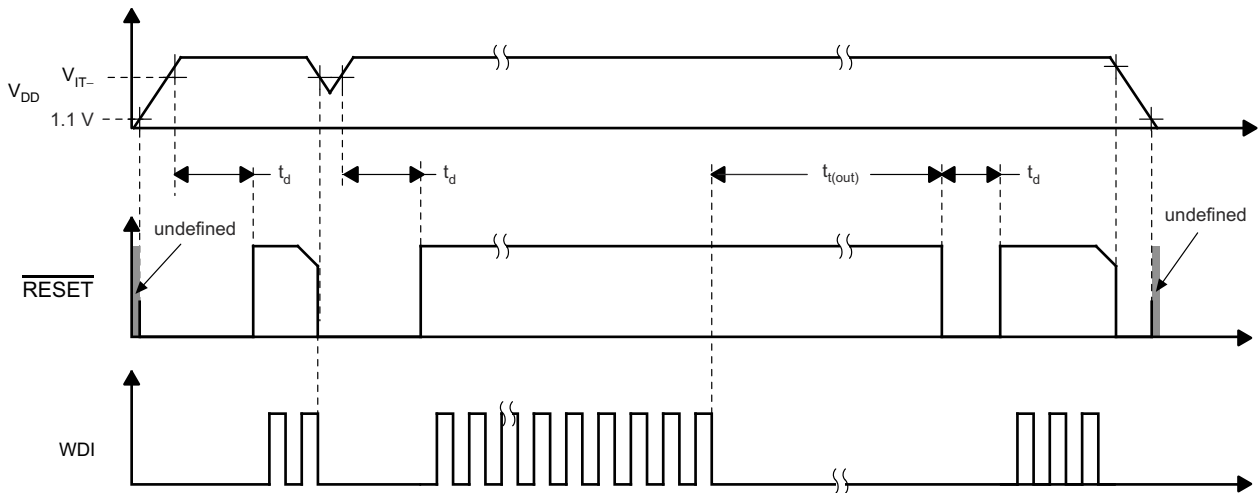 V_IT–
V_DD
1.1 V
t_d
t_d
t_t(out)
t_d
undefined
undefined
RESET
WDI